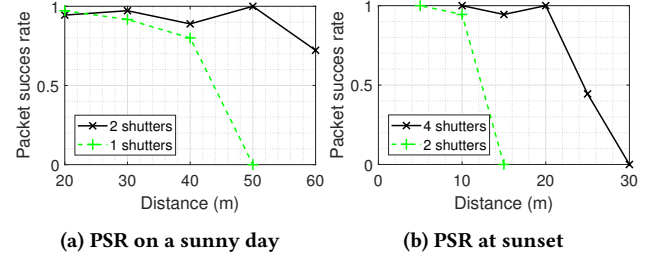 Packet succes rate
1
0.5
0
2 shutters
1 shutters
20 30 40 50 60
Distance (m)
(a) PSR on a sunny day
Packet succes rate
1
0.5
0
4 shutters
2 shutters
0 10 20 30
Distance (m)
(b) PSR at sunset